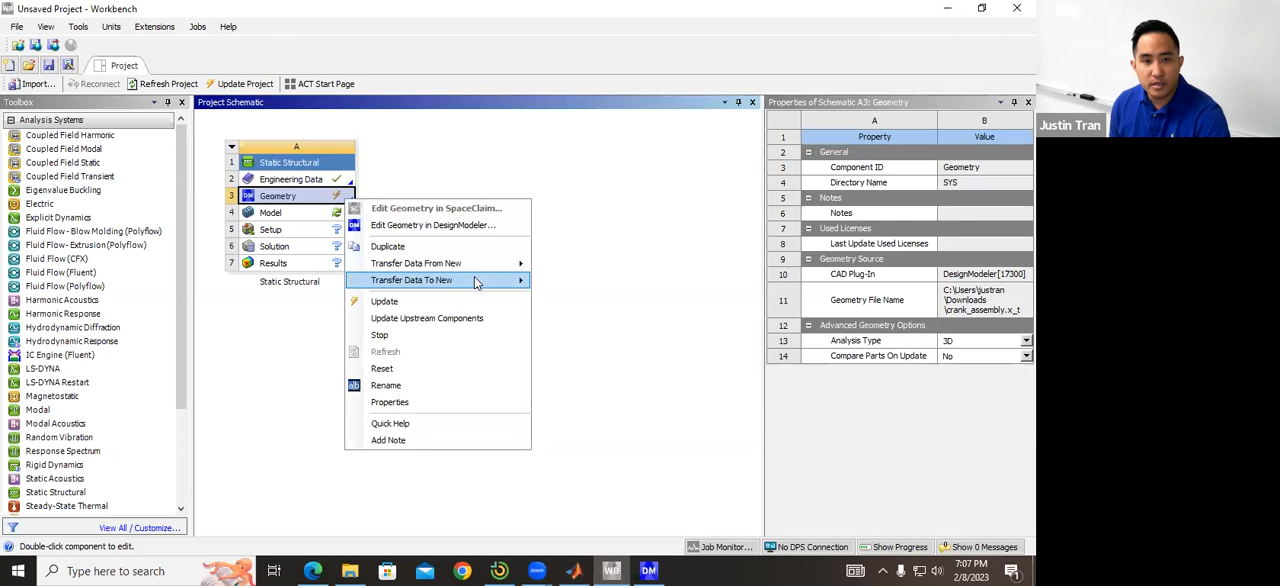 Unsaved Project - Workbench
File View Tools Units Extensions Jobs Help
Project
Import... Reconnect Refresh Project Update Project ACT Start Page
Toolbox
Analysis Systems
Coupled Field Harmonic
Coupled Field Modal
Coupled Field Static
Coupled Field Transient
Eigenvalue Buckling
Electric
Explicit Dynamics
Fluid Flow - Blow Molding (Polyflow)
Fluid Flow - Extrusion (Polyflow)
Fluid Flow (CFX)
Fluid Flow (Fluent)
Fluid Flow (Polyflow)
Harmonic Acoustics
Harmonic Response
Hydrodynamic Diffraction
Hydrodynamic Response
IC Engine (Fluent)
LS-DYNA
LS-DYNA Restart
Magnetostatic
Modal
Modal Acoustics
Random Vibration
Response Spectrum
Rigid Dynamics
Static Acoustics
Static Structural
Steady-State Thermal
View All / Customize...
Project Schematic
A
1 Static Structural
2 Engineering Data
3 DM Geometry
4 Model
5 Setup
6 Solution
7 Results
Static Structural
Edit Geometry in SpaceClaim...
DM Edit Geometry in DesignModeler...
Duplicate
Transfer Data From New
Transfer Data To New
Update
Update Upstream Components
Stop
Refresh
Reset
Rename
Properties
Quick Help
Add Note
Properties of Schematic A3: Geometry
A B
1 Property Value
2 General
3 Component ID Geometry
4 Directory Name SYS
5 Notes
6 Notes
7 Used Licenses
8 Last Update Used Licenses
9 Geometry Source
10 CAD Plug-In DesignModeler[17300]
11 Geometry File Name C:\Users\justran
\Downloads
\crank_assembly.x_t
12 Advanced Geometry Options
13 Analysis Type 3D
14 Compare Parts On Update No
Justin Tran
Double-click component to edit.
Job Monitor... No DPS Connection Show Progress Show 0 Messages
Type here to search
WB DM
7:07 PM
2/8/2023
1